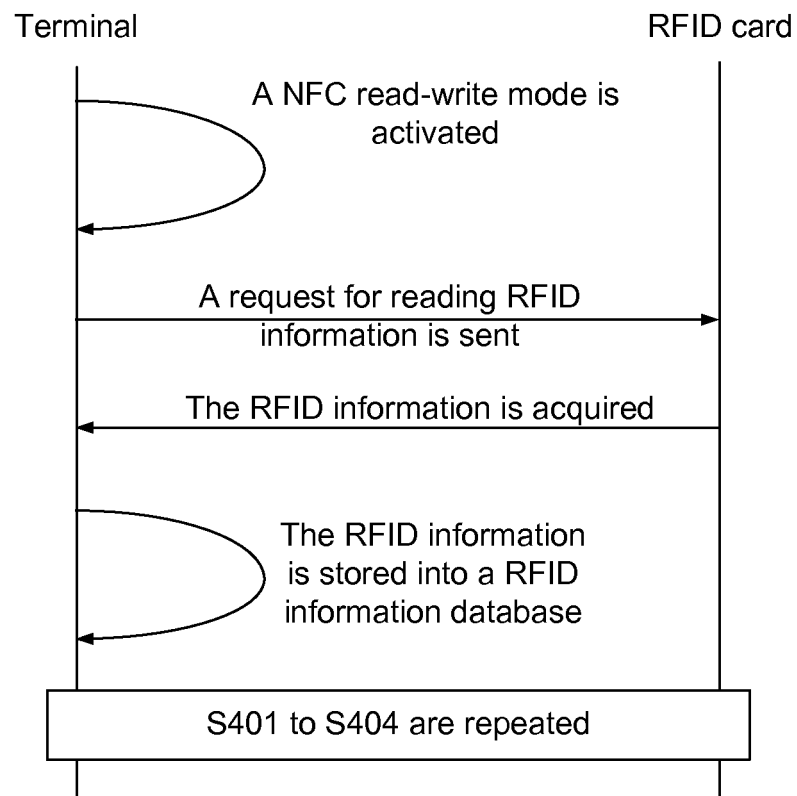 Terminal
RFID card
A NFC read-write mode is
activated
A request for reading RFID
information is sent
The RFID information is acquired
The RFID information
is stored into a RFID
information database
S401 to S404 are repeated